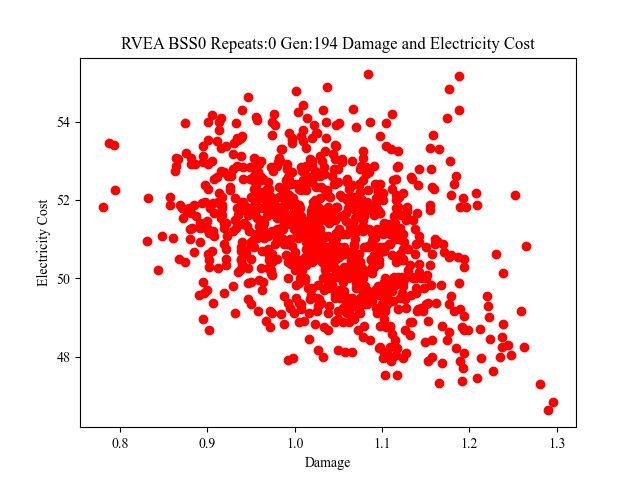 RVEA BSS0 Repeats:0 Gen:194 Damage and Electricity Cost
54
52
50
48
Electricity Cost
0.8 0.9 1.0 1.1 1.2 1.3
Damage